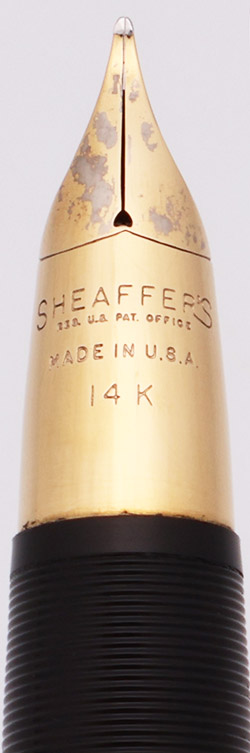 SHEAFFER'S
REG. U.S. PAT. OFFICE
MADE IN U.S.A.
14 K